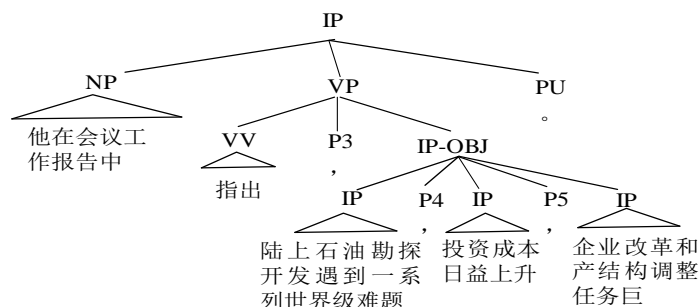 IP
NP VP PU
他在会议工
作报告中
VV P3 IP-OBJ 。
指出 ，
IP P4 IP P5 IP
陆上石油勘探
开发遇到一系
列世界级难题
，
投资成本
日益上升
，
企业改革和
产结构调整
任务巨